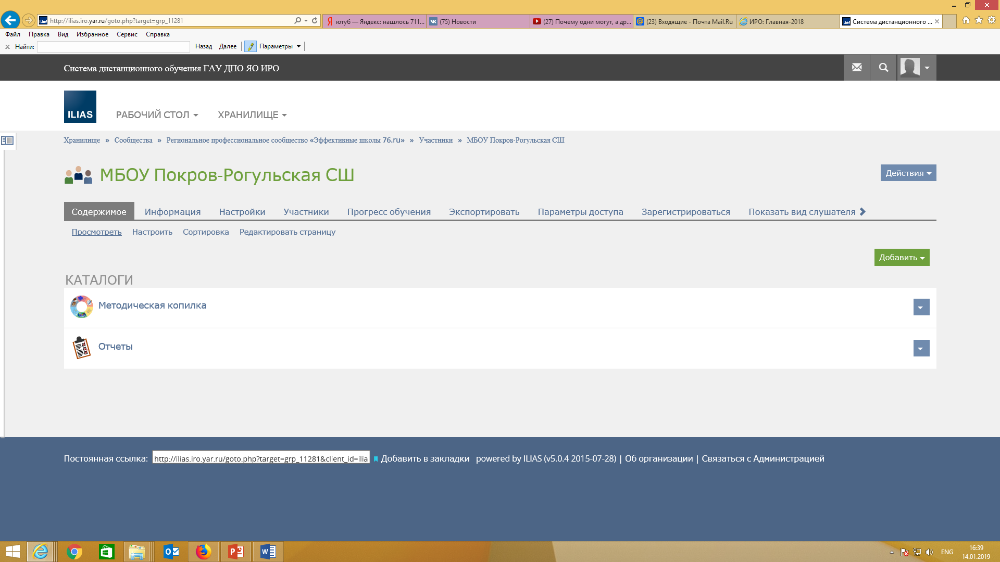 http://ilias.iro.yar.ru/goto.php?target=grp_11281
ютуб — Яндекс: нашлось 711...
(75) Новости
(27) Почему одни могут, а др...
(23) Входящие - Почта Mail.Ru
ИРО: Главная-2018
Система дистанционного ...
Файл Правка Вид Избранное Сервис Справка
Найти: Назад Далее Параметры
Система дистанционного обучения ГАУ ДПО ЯО ИРО
ILIAS РАБОЧИЙ СТОЛ ХРАНИЛИЩЕ
Хранилище » Сообщества » Региональное профессиональное сообщество «Эффективные школы 76.ru» » Участники » МБОУ Покров-Рогульская СШ
МБОУ Покров-Рогульская СШ
Действия
Содержимое Информация Настройки Участники Прогресс обучения Экспортировать Параметры доступа Зарегистрироваться Показать вид слушателя
Просмотреть Настроить Сортировка Редактировать страницу
Добавить
КАТАЛОГИ
Методическая копилка
Отчеты
Постоянная ссылка: http://ilias.iro.yar.ru/goto.php?target=grp_11281&client_id=ilia Добавить в закладки powered by ILIAS (v5.0.4 2015-07-28) | Об организации | Связаться с Администрацией
ENG
16:39
14.01.2019